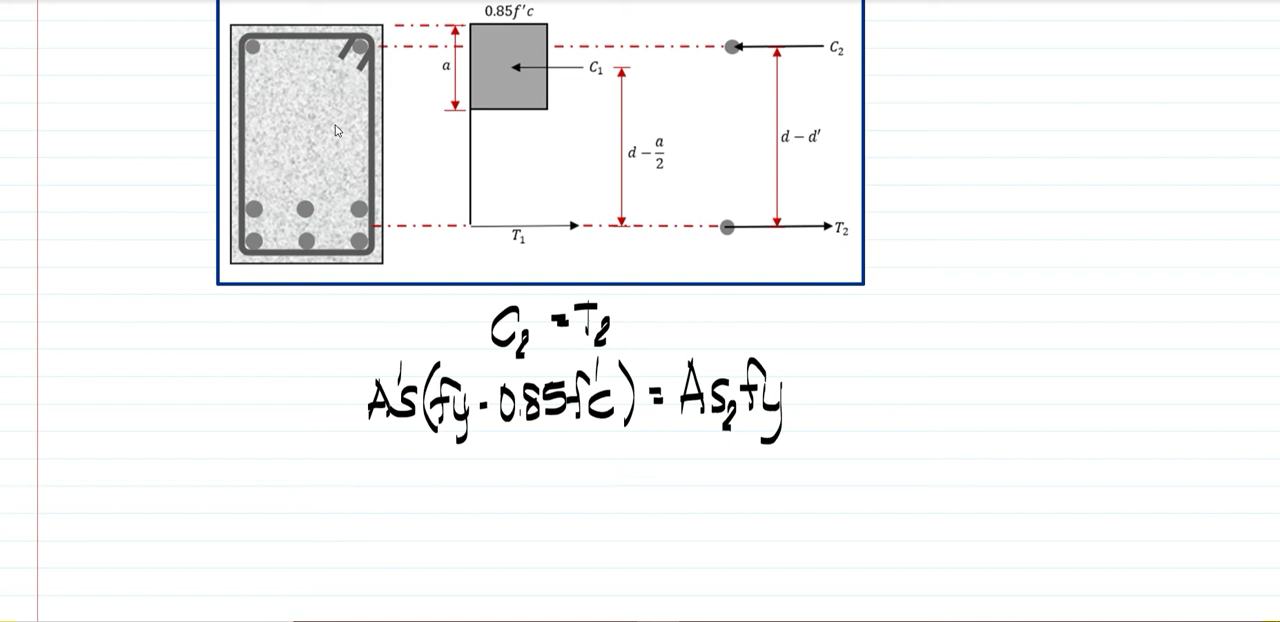 0.85f'c
C₂
a
C₁
d − a/2
d − d'
T₁
T₂
C₂ = T₂
A's(fy - 0.85f'c) = As₂fy